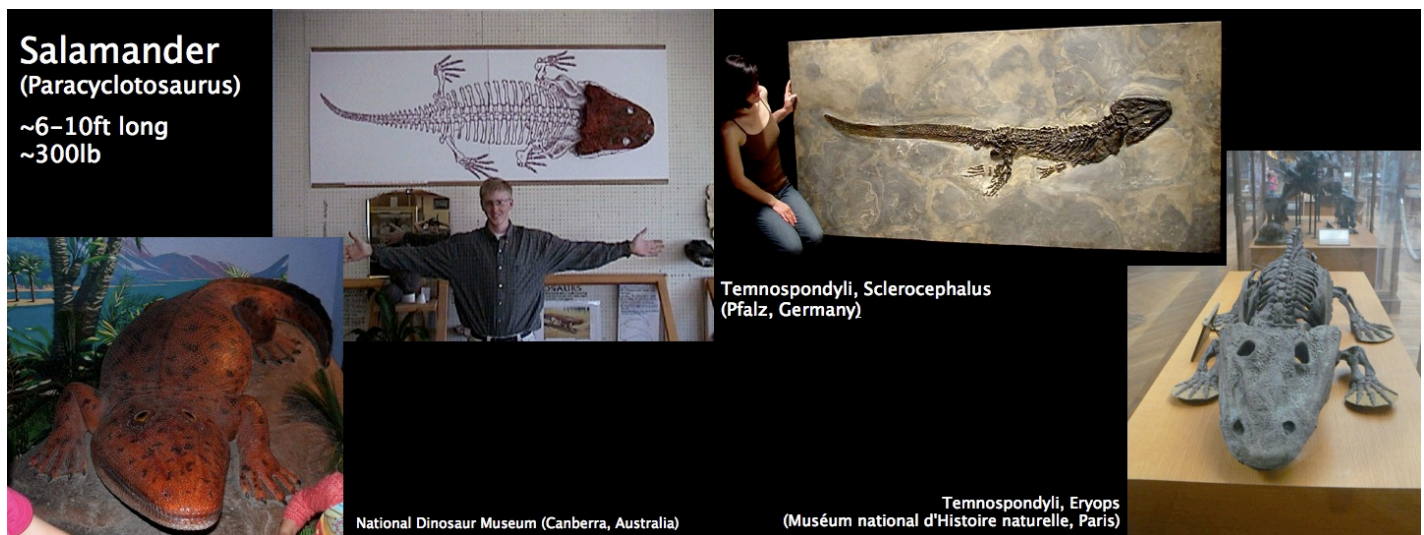 Salamander
(Paracyclotosaurus)
~6-10ft long
~300lb
Temnospondyli, Sclerocephalus
(Pfalz, Germany)
National Dinosaur Museum (Canberra, Australia)
Temnospondyli, Eryops
(Muséum national d'Histoire naturelle, Paris)